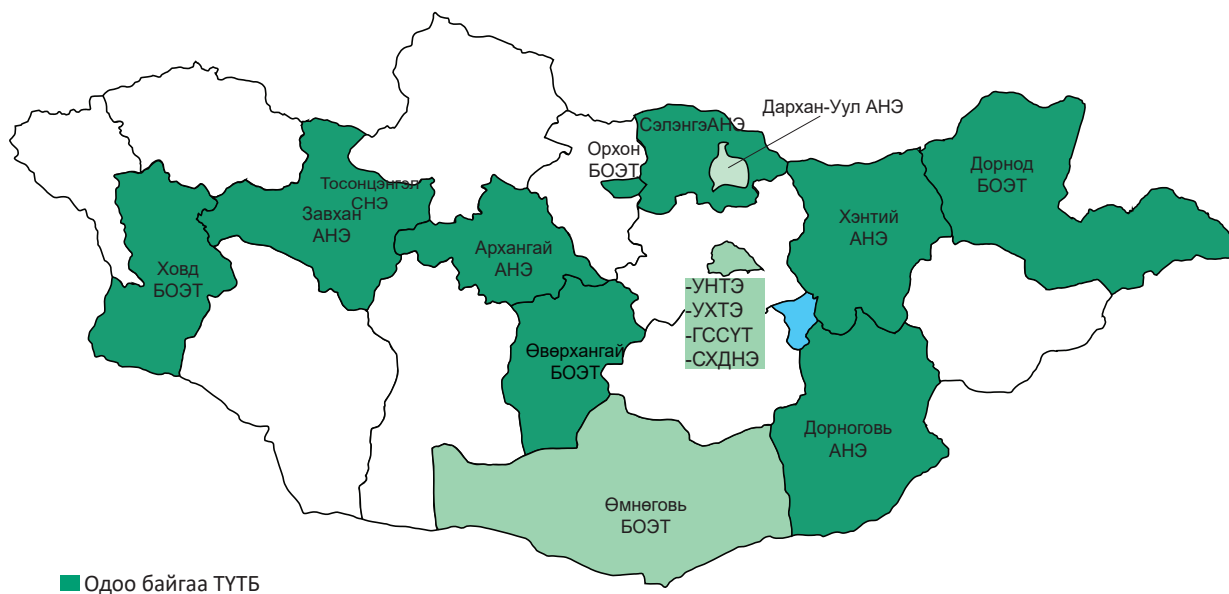 Дархан-Уул АНЭ
СэлэнгэАНЭ
Орхон
БОЭТ
Дорнод
БОЭТ
Тосонцэнгэл
СНЭ
Завхан
АНЭ
Хэнтий
АНЭ
Архангай
АНЭ
Ховд
БОЭТ
-УНТЭ
-УХТЭ
-ГССҮТ
-СХДНЭ
Өвөрхангай
БОЭТ
Дорноговь
АНЭ
Өмнөговь
БОЭТ
Одоо байгаа ТҮТБ